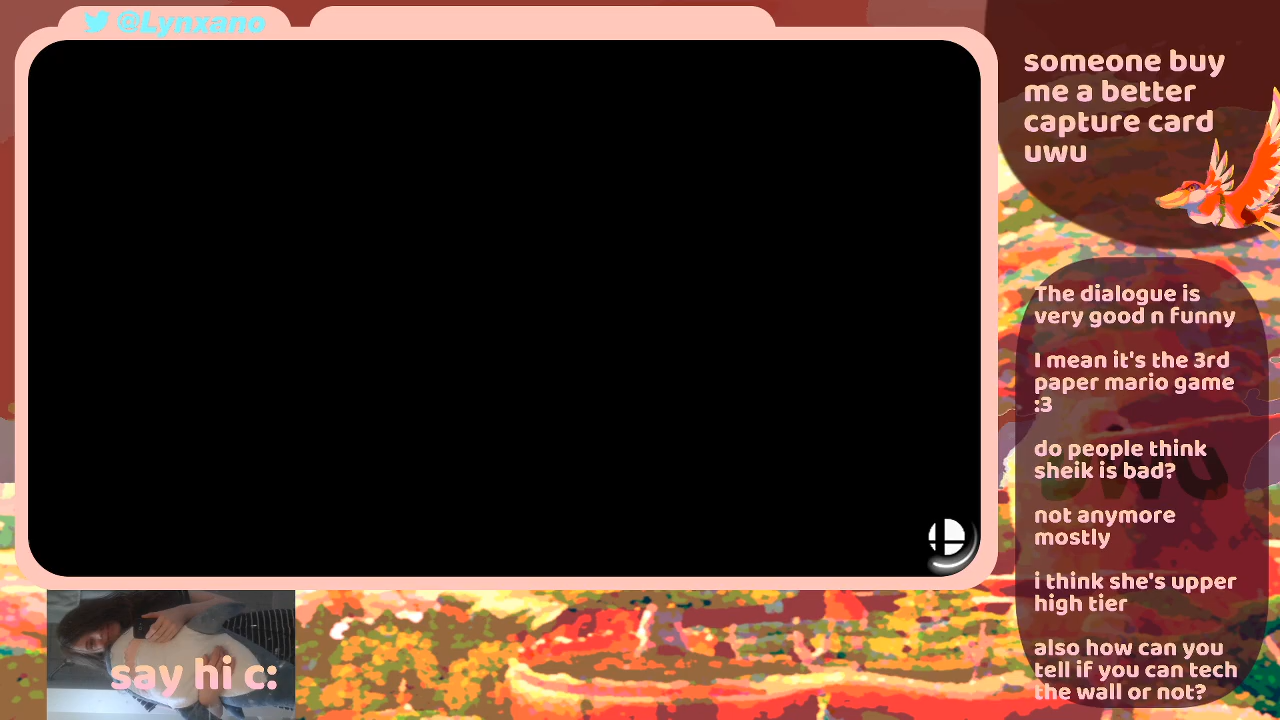 @Lynxano
someone buy
me a better
capture card
uwu
The dialogue is
very good n funny
I mean it's the 3rd
paper mario game
:3
do people think
sheik is bad?
not anymore
mostly
i think she's upper
high tier
also how can you
tell if you can tech
the wall or not?
uwu
say hi c: